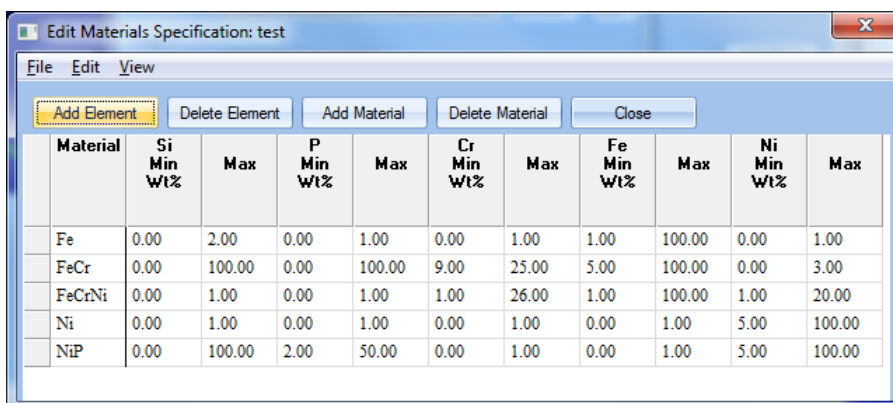 Edit Materials Specification: test
x
File Edit View
Add Element Delete Element Add Material Delete Material Close
Material Si Min Wt% Max P Min Wt% Max Cr Min Wt% Max Fe Min Wt% Max Ni Min Wt% Max
Fe 0.00 2.00 0.00 1.00 0.00 1.00 1.00 100.00 0.00 1.00
FeCr 0.00 100.00 0.00 100.00 9.00 25.00 5.00 100.00 0.00 3.00
FeCrNi 0.00 1.00 0.00 1.00 1.00 26.00 1.00 100.00 1.00 20.00
Ni 0.00 1.00 0.00 1.00 0.00 1.00 0.00 1.00 5.00 100.00
NiP 0.00 100.00 2.00 50.00 0.00 1.00 0.00 1.00 5.00 100.00